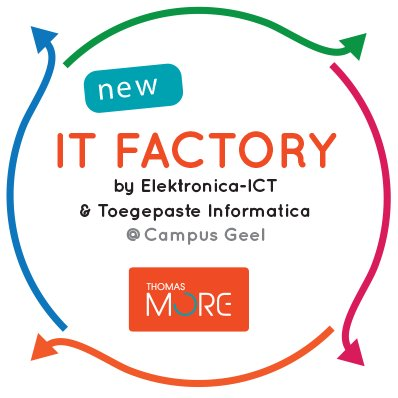 new
IT FACTORY
by Elektronica-ICT
& Toegepaste Informatica
@ Campus Geel
THOMAS
MORE